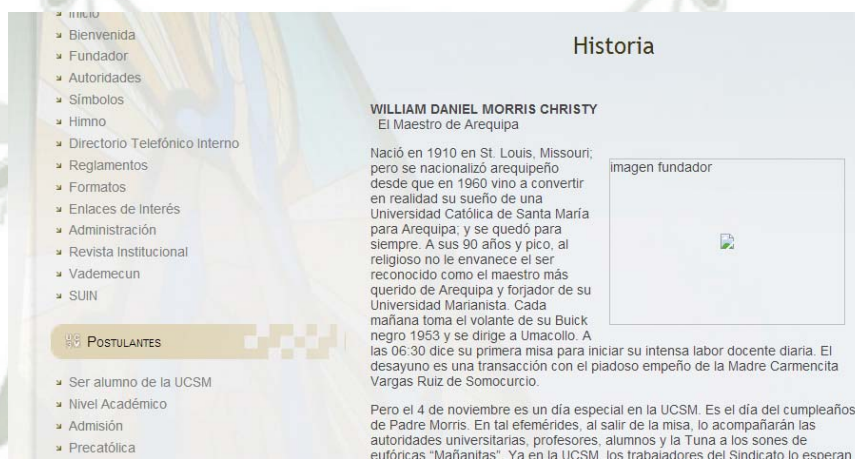 Inicio
Bienvenida
Fundador
Autoridades
Símbolos
Himno
Directorio Telefónico Interno
Reglamentos
Formatos
Enlaces de Interés
Administración
Revista Institucional
Vademecun
SUIN
POSTULANTES
Ser alumno de la UCSM
Nivel Académico
Admisión
Precatólica
Historia
WILLIAM DANIEL MORRIS CHRISTY
El Maestro de Arequipa
Nació en 1910 en St. Louis, Missouri;
pero se nacionalizó arequipeño
desde que en 1960 vino a convertir
en realidad su sueño de una
Universidad Católica de Santa María
para Arequipa; y se quedó para
siempre. A sus 90 años y pico, al
religioso no le envanece el ser
reconocido como el maestro más
querido de Arequipa y forjador de su
Universidad Marianista. Cada
mañana toma el volante de su Buick
negro 1953 y se dirige a Umacollo. A
imagen fundador
las 06:30 dice su primera misa para iniciar su intensa labor docente diaria. El
desayuno es una transacción con el piadoso empeño de la Madre Carmencita
Vargas Ruiz de Somocurcio.
Pero el 4 de noviembre es un día especial en la UCSM. Es el día del cumpleaños
de Padre Morris. En tal efemérides, al salir de la misa, lo acompañarán las
autoridades universitarias, profesores, alumnos y la Tuna a los sones de
eufóricas "Mañanitas". Ya en la UCSM, los trabajadores del Sindicato lo esperan